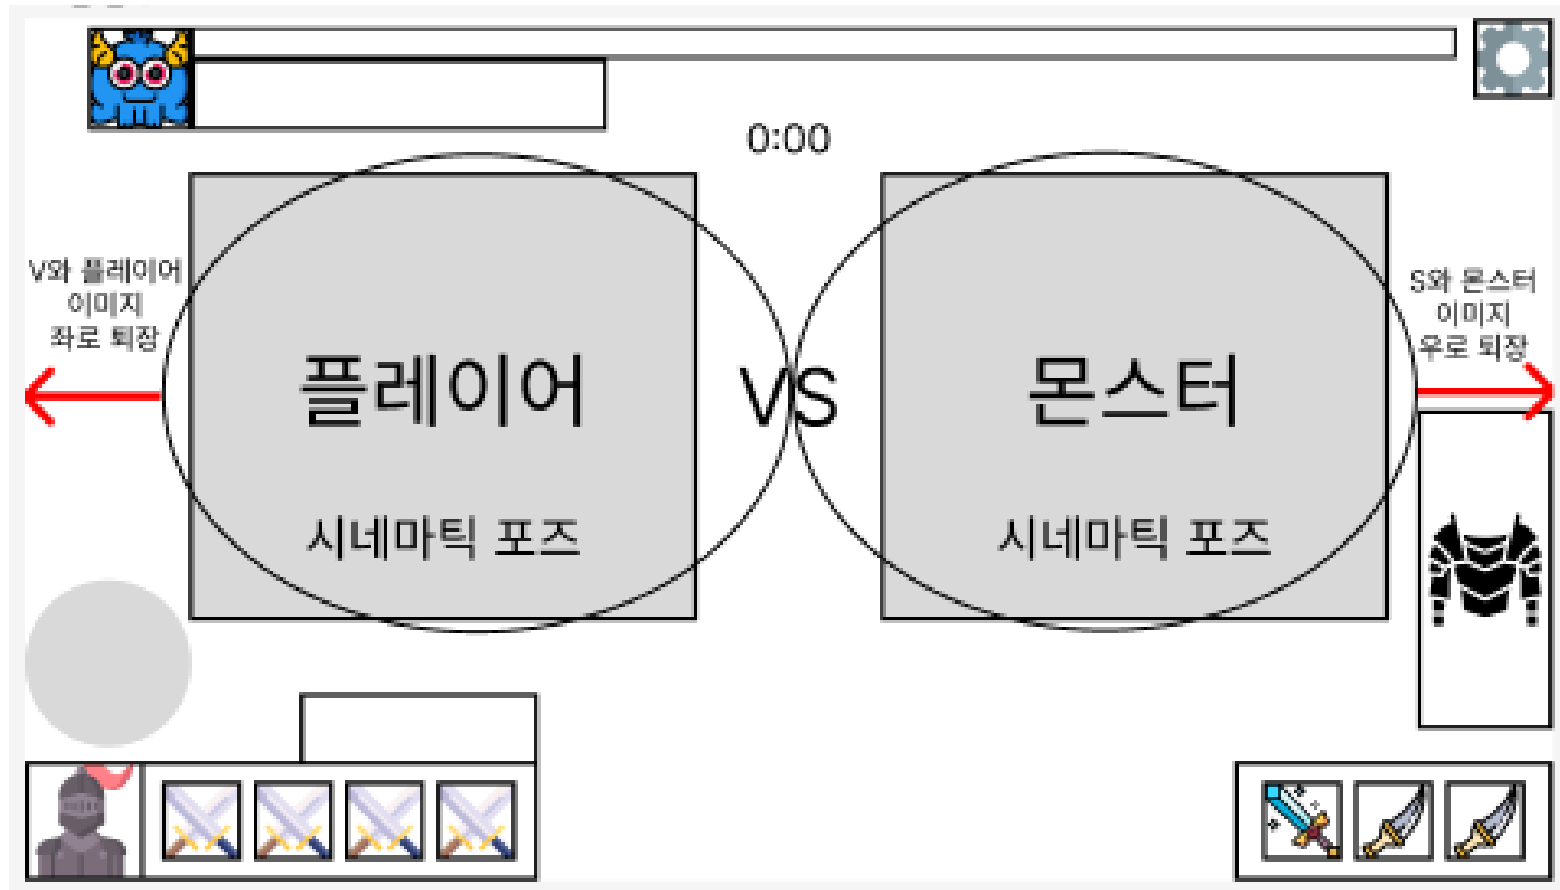 0:00
V와 플레이어
이미지
좌로 퇴장
플레이어
시네마틱 포즈
VS
몬스터
시네마틱 포즈
S와 몬스터
이미지
우로 퇴장